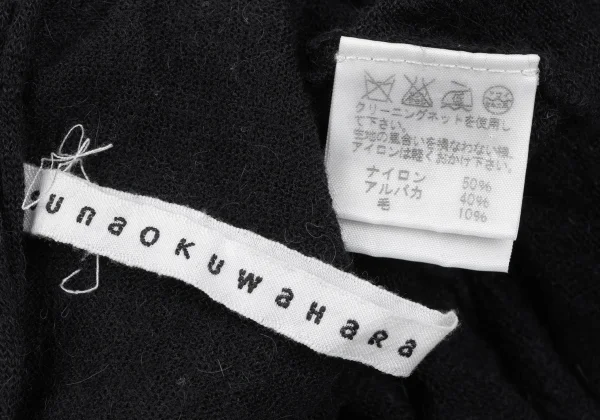 クリーニングネットを使用し
て下さい。
生地の風合いを損なわない様、
アイロンは軽くおかけ下さい。
ナイロン 50%
アルパカ 40%
毛 10%
unaOKUWaHaRa